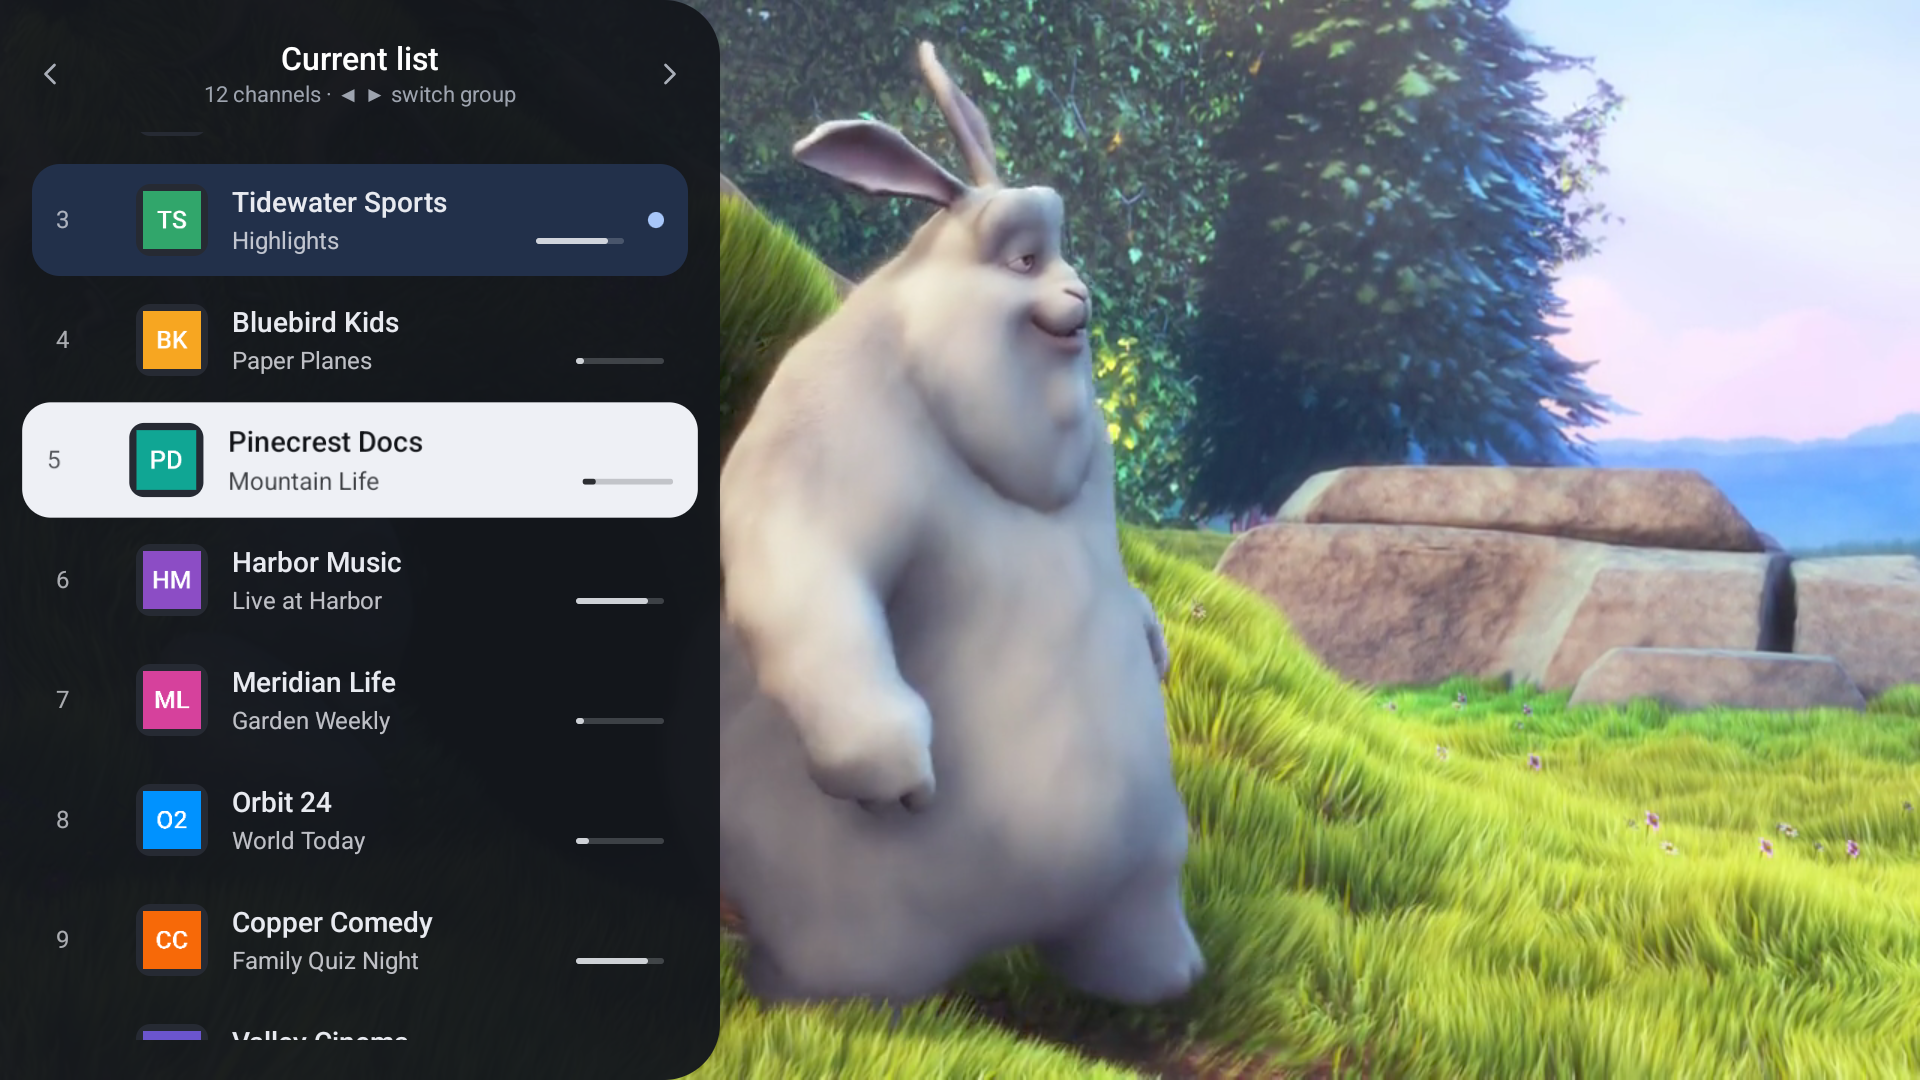 Current list
12 channels · ◄ ► switch group
3
TS
Tidewater Sports
Highlights
4
BK
Bluebird Kids
Paper Planes
5
PD
Pinecrest Docs
Mountain Life
6
HM
Harbor Music
Live at Harbor
7
ML
Meridian Life
Garden Weekly
8
O2
Orbit 24
World Today
9
CC
Copper Comedy
Family Quiz Night
Valley Cinema